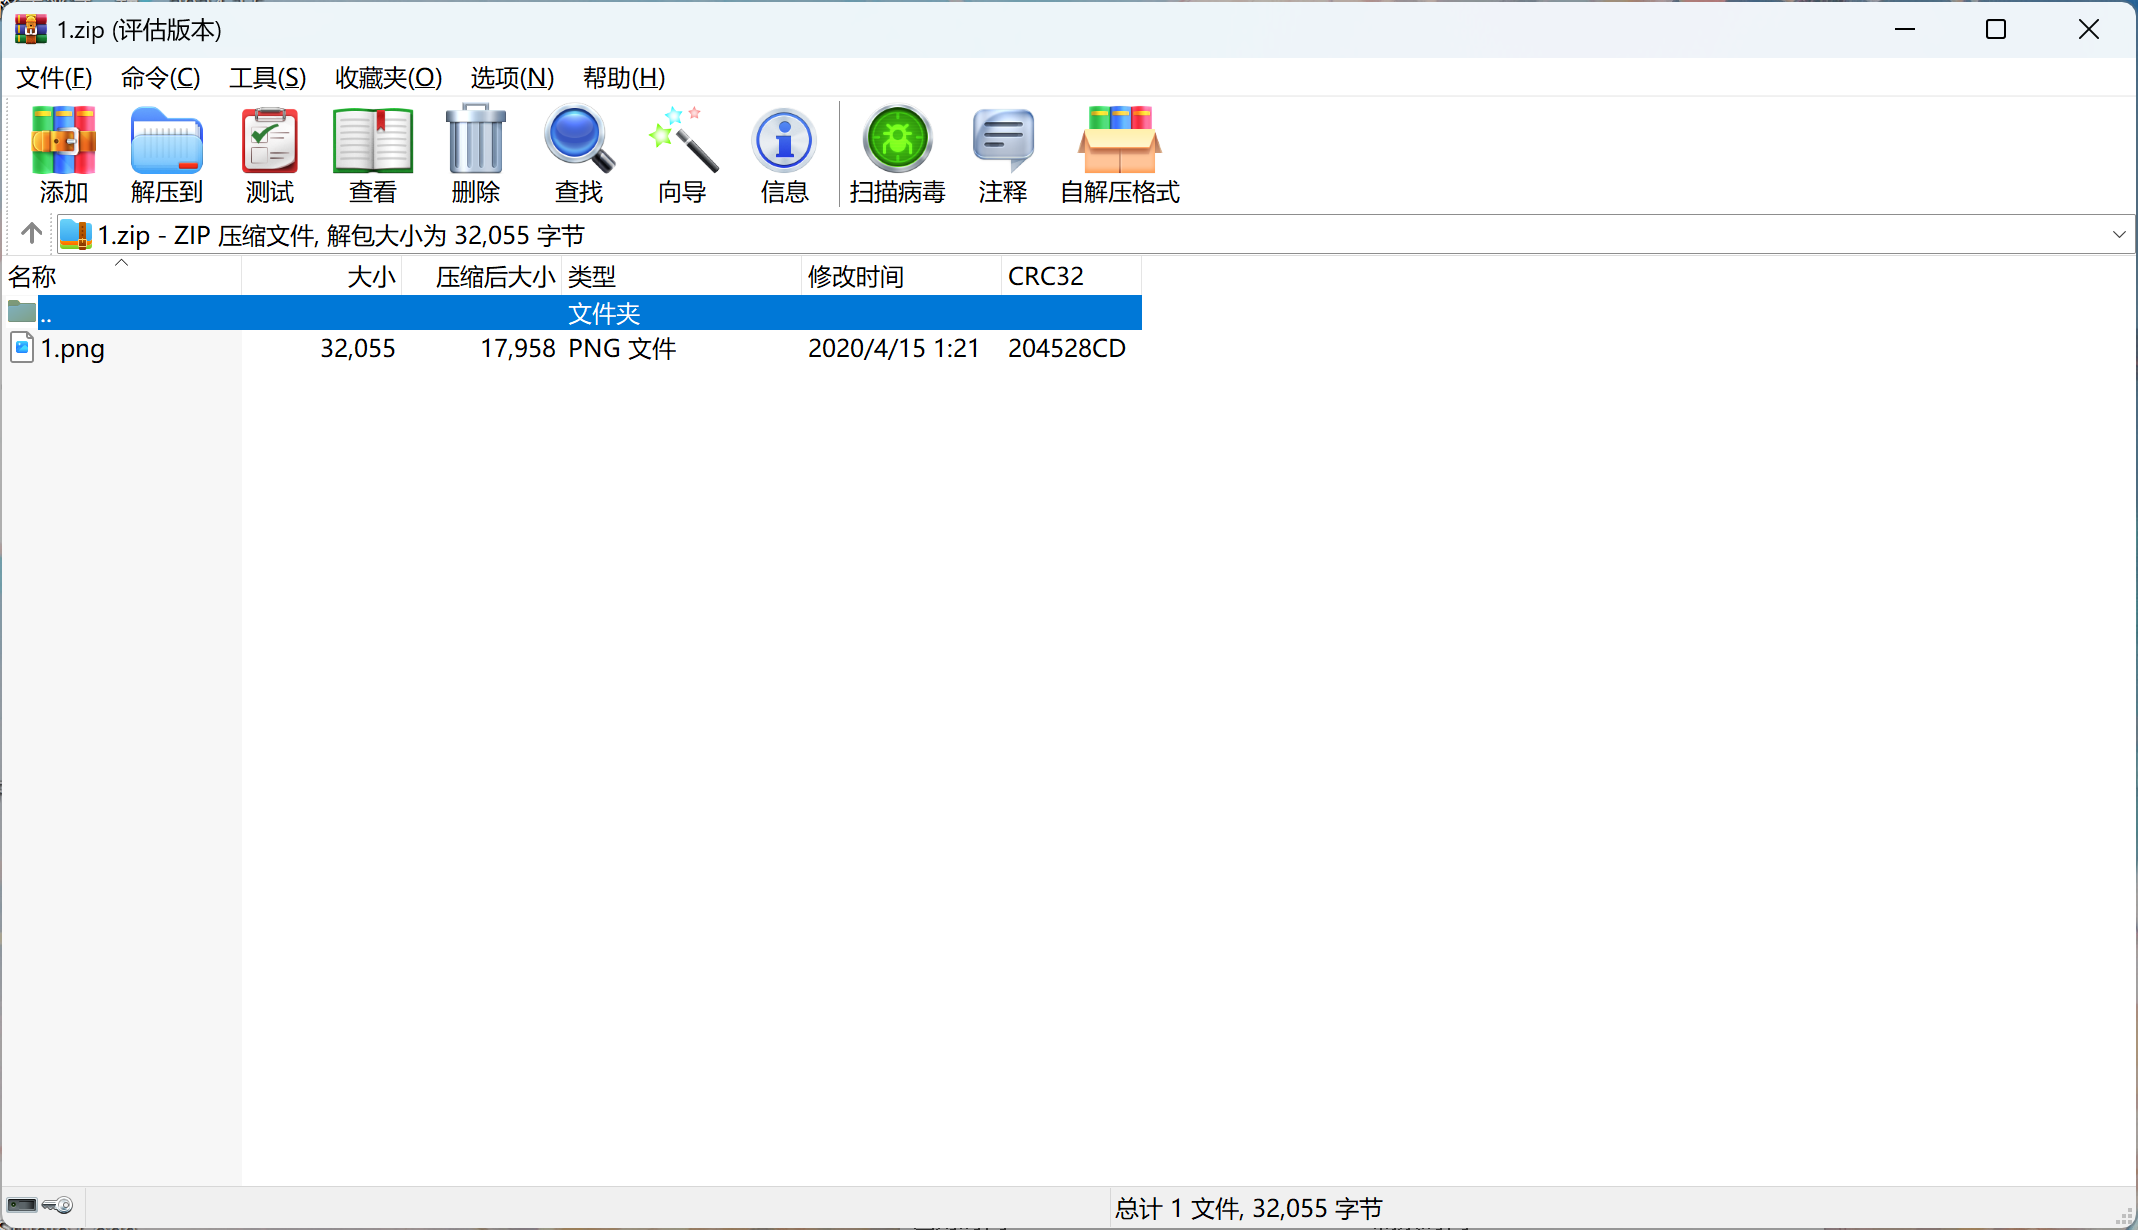 1.zip (评估版本)
文件(F) 命令(C) 工具(S) 收藏夹(O) 选项(N) 帮助(H)
添加 解压到 测试 查看 删除 查找 向导 信息 扫描病毒 注释 自解压格式
1.zip - ZIP 压缩文件, 解包大小为 32,055 字节
名称 大小 压缩后大小 类型 修改时间 CRC32
.. 文件夹
1.png 32,055 17,958 PNG 文件 2020/4/15 1:21 204528CD
总计 1 文件, 32,055 字节